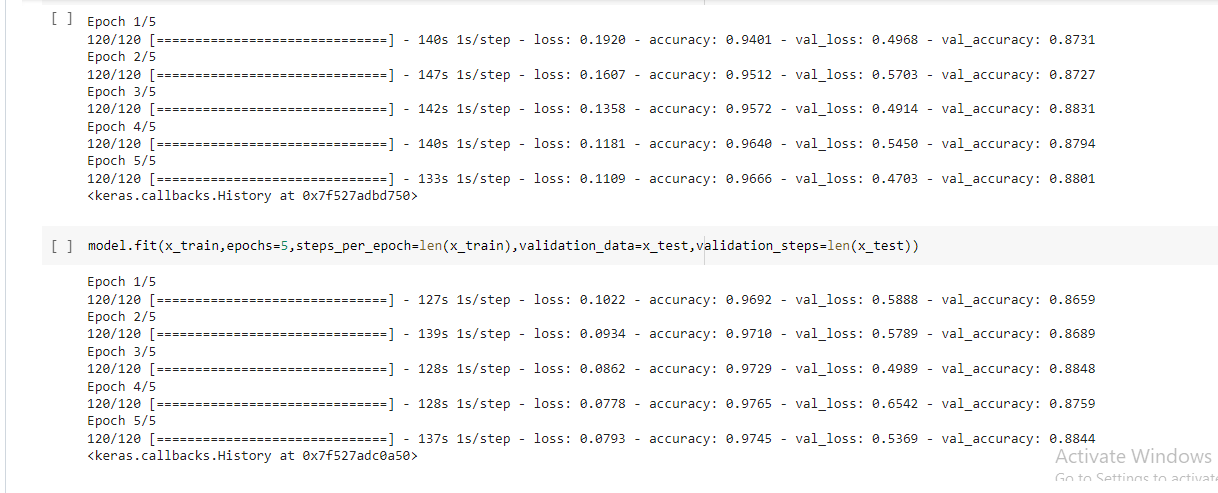 [ ] Epoch 1/5
120/120 [==============================] - 140s 1s/step - loss: 0.1920 - accuracy: 0.9401 - val_loss: 0.4968 - val_accuracy: 0.8731
Epoch 2/5
120/120 [==============================] - 147s 1s/step - loss: 0.1607 - accuracy: 0.9512 - val_loss: 0.5703 - val_accuracy: 0.8727
Epoch 3/5
120/120 [==============================] - 142s 1s/step - loss: 0.1358 - accuracy: 0.9572 - val_loss: 0.4914 - val_accuracy: 0.8831
Epoch 4/5
120/120 [==============================] - 140s 1s/step - loss: 0.1181 - accuracy: 0.9640 - val_loss: 0.5450 - val_accuracy: 0.8794
Epoch 5/5
120/120 [==============================] - 133s 1s/step - loss: 0.1109 - accuracy: 0.9666 - val_loss: 0.4703 - val_accuracy: 0.8801
<keras.callbacks.History at 0x7f527adbd750>
[ ] model.fit(x_train,epochs=5,steps_per_epoch=len(x_train),validation_data=x_test,validation_steps=len(x_test))
Epoch 1/5
120/120 [==============================] - 127s 1s/step - loss: 0.1022 - accuracy: 0.9692 - val_loss: 0.5888 - val_accuracy: 0.8659
Epoch 2/5
120/120 [==============================] - 139s 1s/step - loss: 0.0934 - accuracy: 0.9710 - val_loss: 0.5789 - val_accuracy: 0.8689
Epoch 3/5
120/120 [==============================] - 128s 1s/step - loss: 0.0862 - accuracy: 0.9729 - val_loss: 0.4989 - val_accuracy: 0.8848
Epoch 4/5
120/120 [==============================] - 128s 1s/step - loss: 0.0778 - accuracy: 0.9765 - val_loss: 0.6542 - val_accuracy: 0.8759
Epoch 5/5
120/120 [==============================] - 137s 1s/step - loss: 0.0793 - accuracy: 0.9745 - val_loss: 0.5369 - val_accuracy: 0.8844
<keras.callbacks.History at 0x7f527adc0a50>
Activate Windows
Go to Settings to activate